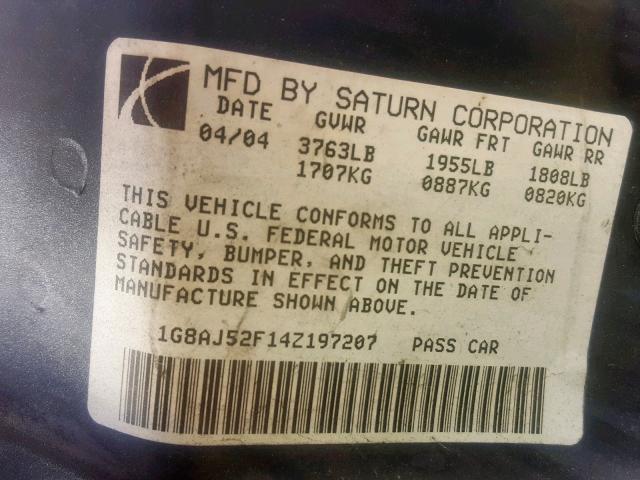 MFD BY SATURN CORPORATION
DATE GVWR GAWR FRT GAWR RR
04/04 3763LB 1955LB 1808LB
1707KG 0887KG 0820KG
THIS VEHICLE CONFORMS TO ALL APPLI-
CABLE U.S. FEDERAL MOTOR VEHICLE
SAFETY, BUMPER, AND THEFT PREVENTION
STANDARDS IN EFFECT ON THE DATE OF
MANUFACTURE SHOWN ABOVE.
1G8AJ52F14Z197207 PASS CAR